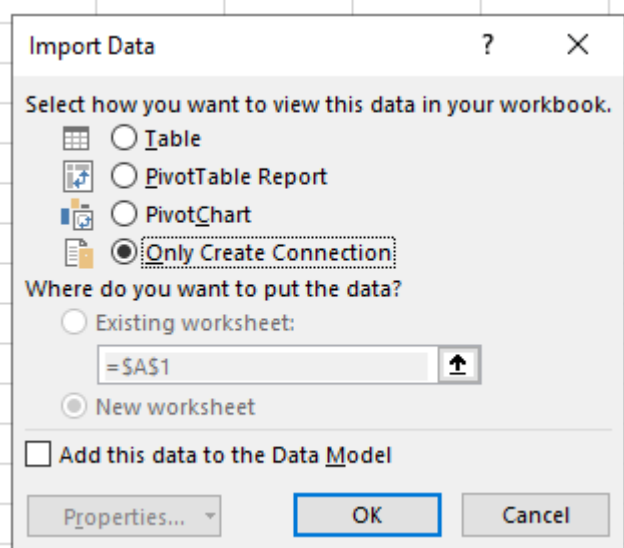 Import Data ? ×
Select how you want to view this data in your workbook.
Table
PivotTable Report
PivotChart
Only Create Connection
Where do you want to put the data?
Existing worksheet:
=$A$1
New worksheet
Add this data to the Data Model
Properties...
OK Cancel